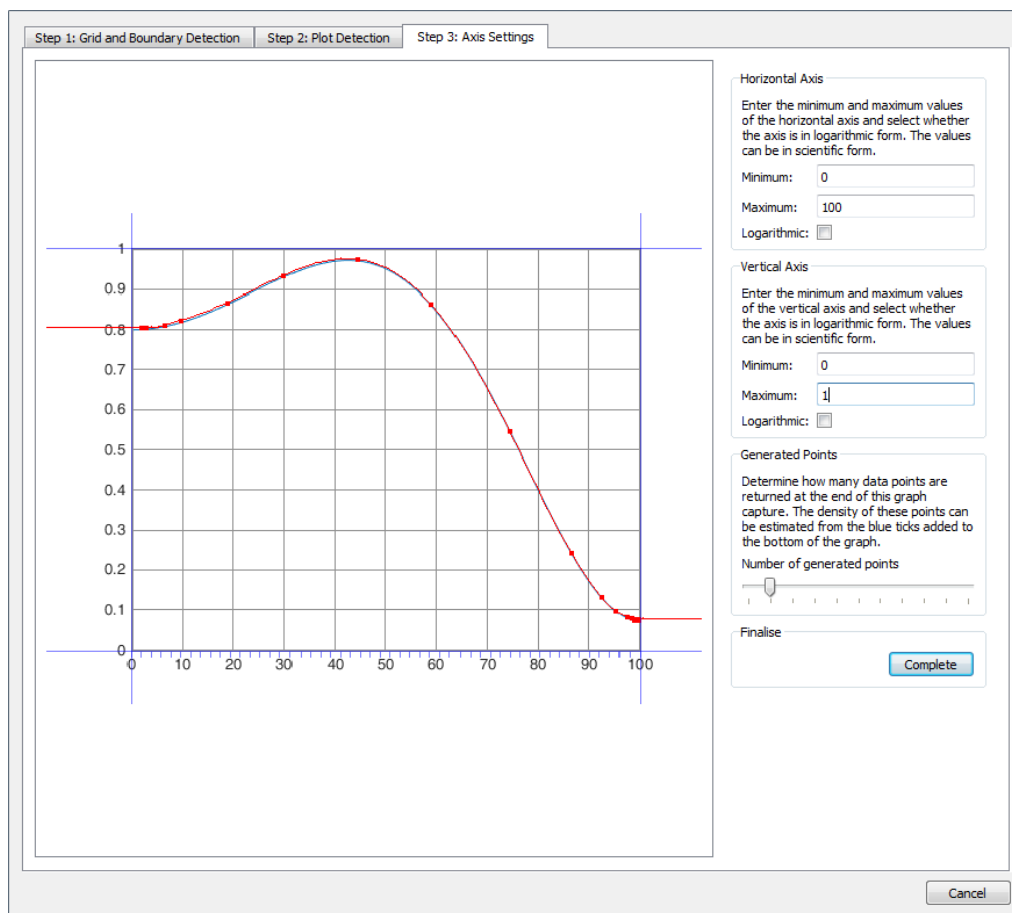 Step 1: Grid and Boundary Detection
Step 2: Plot Detection
Step 3: Axis Settings
1
0.9
0.8
0.7
0.6
0.5
0.4
0.3
0.2
0.1
0
0 10 20 30 40 50 60 70 80 90 100
Horizontal Axis
Enter the minimum and maximum values
of the horizontal axis and select whether
the axis is in logarithmic form. The values
can be in scientific form.
Minimum: 0
Maximum: 100
Logarithmic:
Vertical Axis
Enter the minimum and maximum values
of the vertical axis and select whether
the axis is in logarithmic form. The values
can be in scientific form.
Minimum: 0
Maximum: 1
Logarithmic:
Generated Points
Determine how many data points are
returned at the end of this graph
capture. The density of these points can
be estimated from the blue ticks added to
the bottom of the graph.
Number of generated points
Finalise
Complete
Cancel